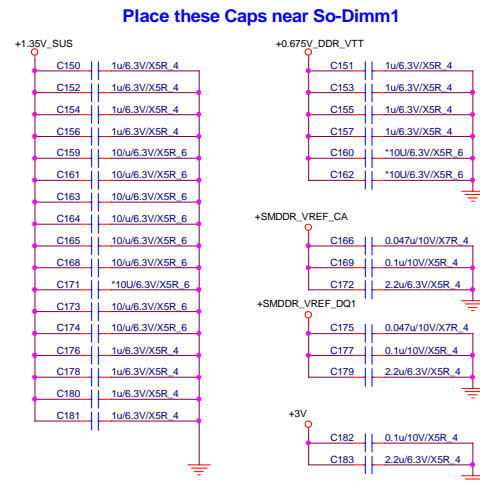 Place these Caps near So-Dimm1
+1.35V_SUS
C150 1u/6.3V/X5R_4
C152 1u/6.3V/X5R_4
C154 1u/6.3V/X5R_4
C156 1u/6.3V/X5R_4
C159 10/u/6.3V/X5R_6
C161 10/u/6.3V/X5R_6
C163 10/u/6.3V/X5R_6
C164 10/u/6.3V/X5R_6
C165 10/u/6.3V/X5R_6
C168 10/u/6.3V/X5R_6
C171 *10U/6.3V/X5R_6
C173 10/u/6.3V/X5R_6
C174 10/u/6.3V/X5R_6
C176 1u/6.3V/X5R_4
C178 1u/6.3V/X5R_4
C180 1u/6.3V/X5R_4
C181 1u/6.3V/X5R_4
+0.675V_DDR_VTT
C151 1u/6.3V/X5R_4
C153 1u/6.3V/X5R_4
C155 1u/6.3V/X5R_4
C157 1u/6.3V/X5R_4
C160 *10U/6.3V/X5R_6
C162 *10U/6.3V/X5R_6
+SMDDR_VREF_CA
C166 0.047u/10V/X7R_4
C169 0.1u/10V/X5R_4
C172 2.2u/6.3V/X5R_4
+SMDDR_VREF_DQ1
C175 0.047u/10V/X7R_4
C177 0.1u/10V/X5R_4
C179 2.2u/6.3V/X5R_4
+3V
C182 0.1u/10V/X5R_4
C183 2.2u/6.3V/X5R_4